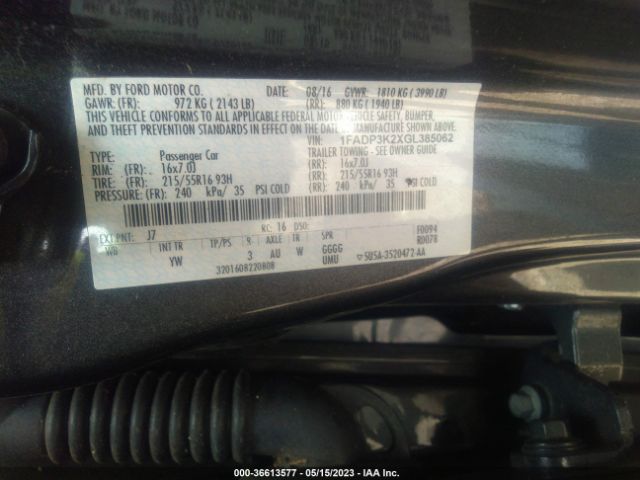 MFD. BY FORD MOTOR CO. DATE: 08/16 GVWR: 1810 KG ( 3990 LB)
GAWR: (FR): 972 KG ( 2143 LB) (RR): 880 KG ( 1940 LB)
THIS VEHICLE CONFORMS TO ALL APPLICABLE FEDERAL MOTOR VEHICLE SAFETY, BUMPER,
AND THEFT PREVENTION STANDARDS IN EFFECT ON THE DATE OF MANUFACTURE SHOWN ABOVE.
VIN: 1FADP3K2XGL385062
TYPE: Passenger Car TRAILER TOWING - SEE OWNER GUIDE
RIM: (FR): 16x7.0J (RR): 16x7.0J
TIRE: (FR): 215/55R16 93H (RR): 215/55R16 93H
PRESSURE: (FR): 240 kPa/ 35 PSI COLD (RR): 240 kPa/ 35 PSI COLD
EXT PNT: J7 RC: 16 DSO: F0094
R0078
WB INT TR TP/PS R AXLE TR SPR
YW 3 AU W GGGG
UMU 5U5A-3520472-AA
3201608220808
000-36613577 - 05/15/2023 - IAA Inc.